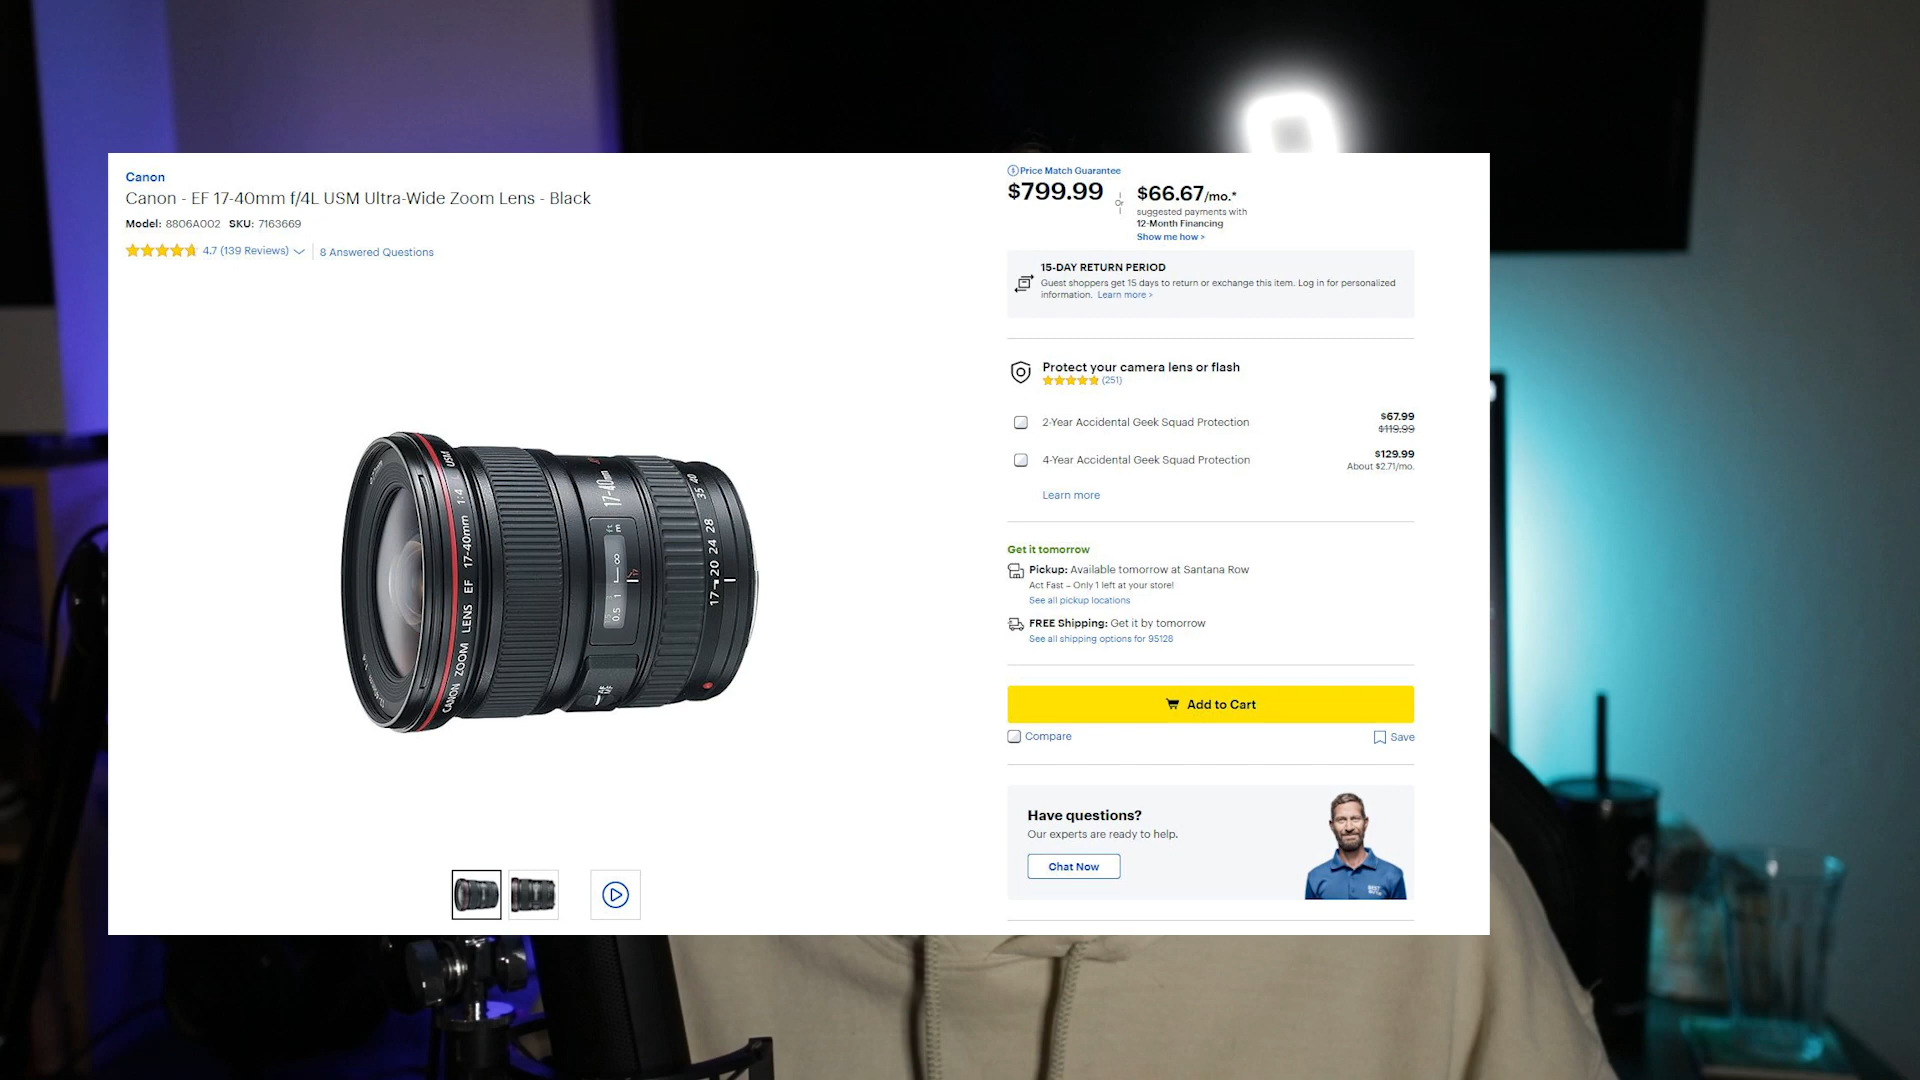 Canon
Canon - EF 17-40mm f/4L USM Ultra-Wide Zoom Lens - Black
Model: 8806A002 SKU: 7163669
4.7 (139 Reviews)
8 Answered Questions
CANON ZOOM LENS EF 17-40mm 1:4 L USM
17-40mm
ft m
0.5 1 ∞
17 20 24 28 35 40
AF
MF
Price Match Guarantee
$799.99
Or
$66.67/mo.*
suggested payments with
12-Month Financing
Show me how >
15-DAY RETURN PERIOD
Guest shoppers get 15 days to return or exchange this item. Log in for personalized
information. Learn more >
Protect your camera lens or flash
(251)
2-Year Accidental Geek Squad Protection
$67.99
$119.99
4-Year Accidental Geek Squad Protection
$129.99
About $2.71/mo.
Learn more
Get it tomorrow
Pickup: Available tomorrow at Santana Row
Act Fast – Only 1 left at your store!
See all pickup locations
FREE Shipping: Get it by tomorrow
See all shipping options for 95128
Add to Cart
Compare
Save
Have questions?
Our experts are ready to help.
Chat Now